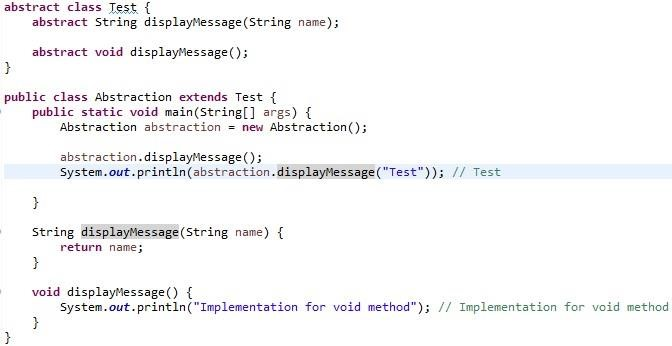 abstract class Test {
    abstract String displayMessage(String name);

    abstract void displayMessage();
}

public class Abstraction extends Test {
    public static void main(String[] args) {
        Abstraction abstraction = new Abstraction();

        abstraction.displayMessage();
        System.out.println(abstraction.displayMessage("Test")); // Test

    }

    String displayMessage(String name) {
        return name;
    }

    void displayMessage() {
        System.out.println("Implementation for void method"); // Implementation for void method
    }
}